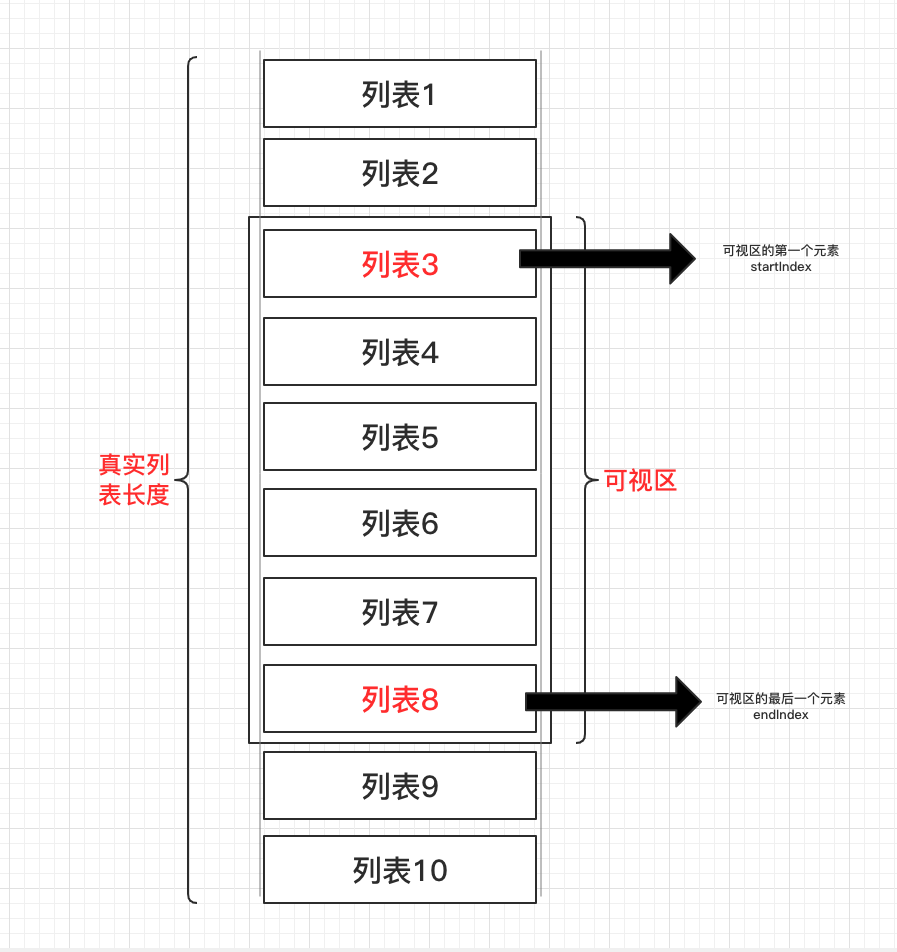 列表1
列表2
列表3
可视区的第一个元素
startIndex
列表4
列表5
真实列
表长度
可视区
列表6
列表7
列表8
可视区的最后一个元素
endIndex
列表9
列表10